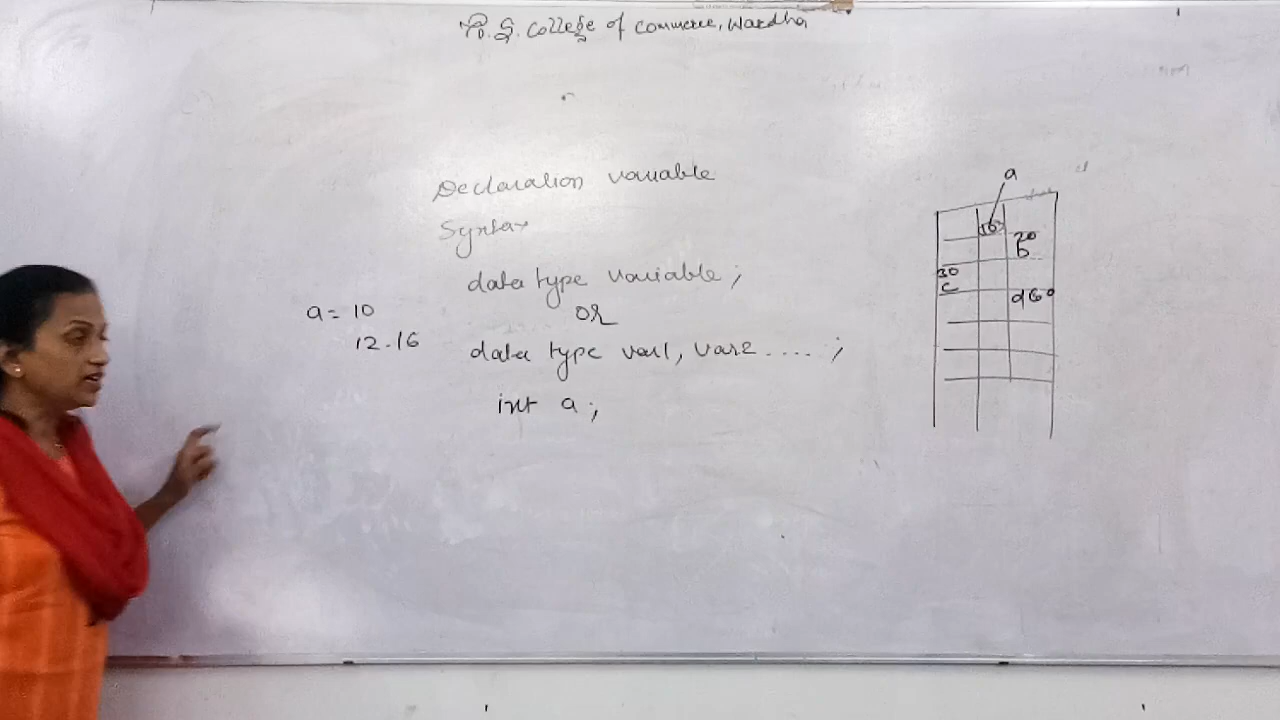 College of Commerce, Wardha
Declaration variable
Syntax
data type variable;
OR
data type var1, var2 .... ;
int a;
a = 10
12.16
a
10
20
b
30
c
d 60